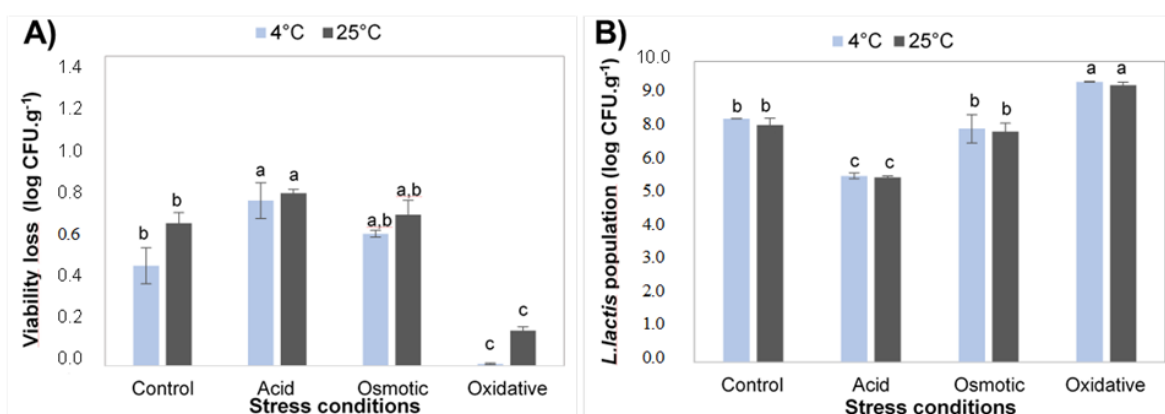 A)
4°C 25°C
Viability loss (log CFU.g⁻¹)
1.4
1.2
1.0
0.8
0.6
0.4
0.2
0.0
b b a a a,b a,b c c
Control Acid Osmotic Oxidative
Stress conditions
B)
4°C 25°C
L.lactis population (log CFU.g⁻¹)
10.0
9.0
8.0
6.0
5.0
4.0
3.0
2.0
1.0
0.0
b b c c b b a a
Control Acid Osmotic Oxidative
Stress conditions